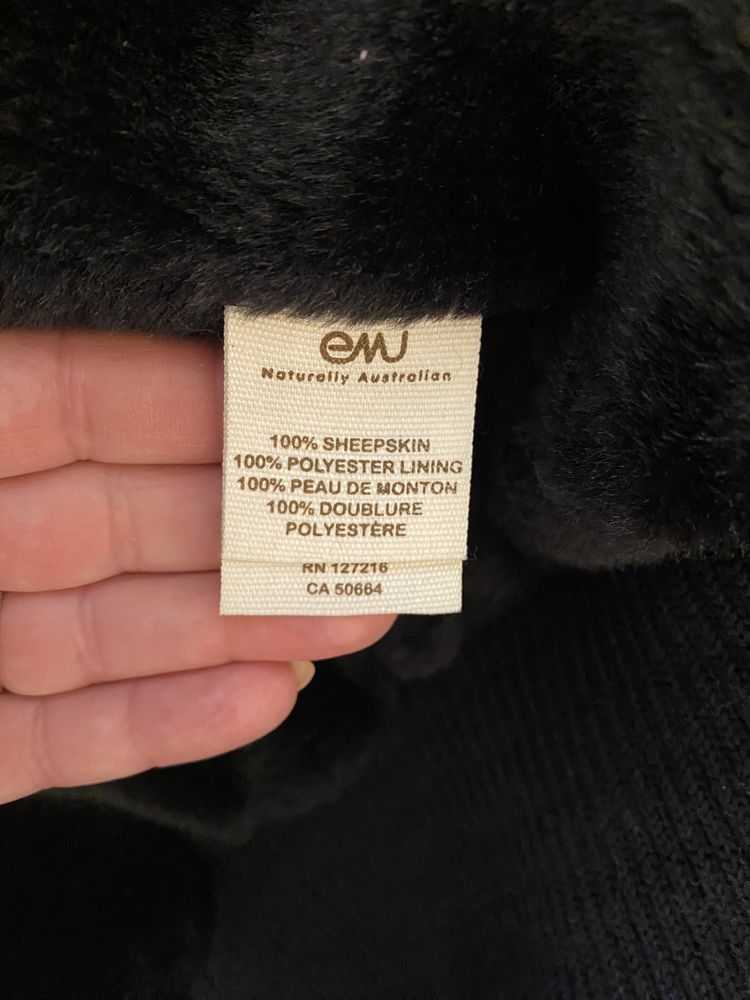 emu
Naturally Australian
100% SHEEPSKIN
100% POLYESTER LINING
100% PEAU DE MONTON
100% DOUBLURE
POLYESTÈRE
RN 127216
CA 50664